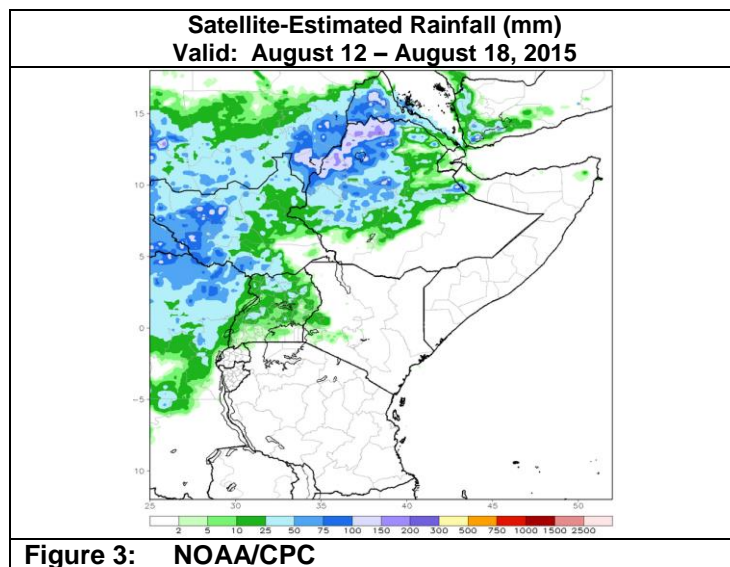 Satellite-Estimated Rainfall (mm)
Valid: August 12 – August 18, 2015
15
10
5
0
-5
10
25 30 35 40 45 50
2 5 10 25 50 75 100 150 200 300 500 750 1000 1500 2500
Figure 3: NOAA/CPC